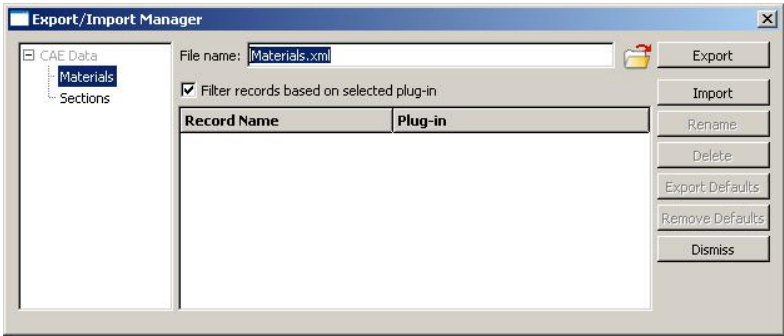 Export/Import Manager
CAE Data
Materials
Sections
File name: Materials.xml
Filter records based on selected plug-in
Record Name Plug-in
Export
Import
Rename
Delete
Export Defaults
Remove Defaults
Dismiss